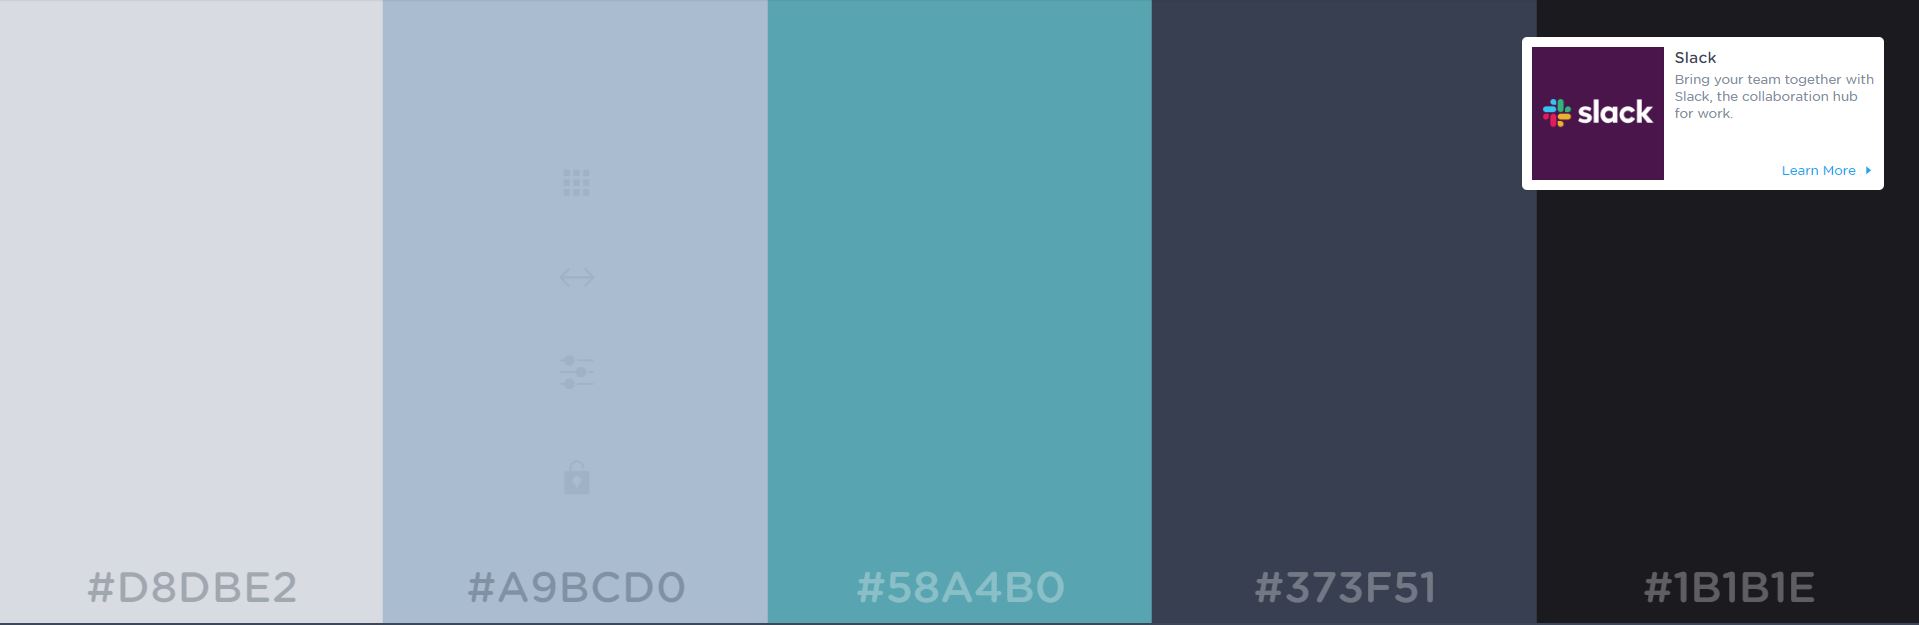 Slack
Bring your team together with
Slack, the collaboration hub
for work.
slack
Learn More
#D8DBE2
#A9BCD0
#58A4B0
#373F51
#1B1B1E